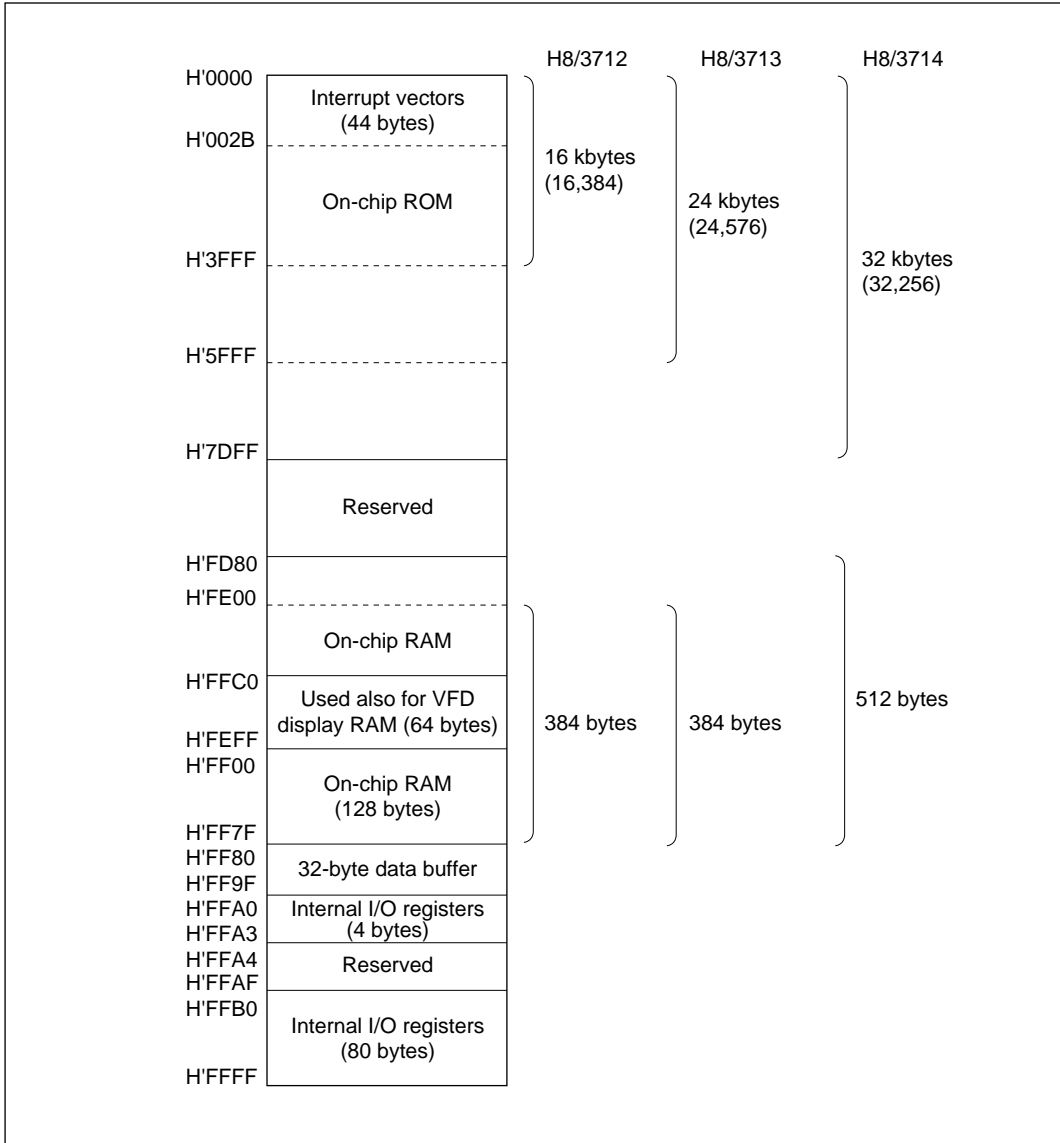 H8/3712 H8/3713 H8/3714
H'0000
Interrupt vectors
(44 bytes)
H'002B
16 kbytes
(16,384)
On-chip ROM
24 kbytes
(24,576)
H'3FFF
32 kbytes
(32,256)
H'5FFF
H'7DFF
Reserved
H'FD80
H'FE00
On-chip RAM
H'FFC0
Used also for VFD
display RAM (64 bytes)
512 bytes
384 bytes 384 bytes
H'FEFF
H'FF00
On-chip RAM
(128 bytes)
H'FF7F
H'FF80
32-byte data buffer
H'FF9F
H'FFA0
Internal I/O registers
(4 bytes)
H'FFA3
H'FFA4
Reserved
H'FFAF
H'FFB0
Internal I/O registers
(80 bytes)
H'FFFF